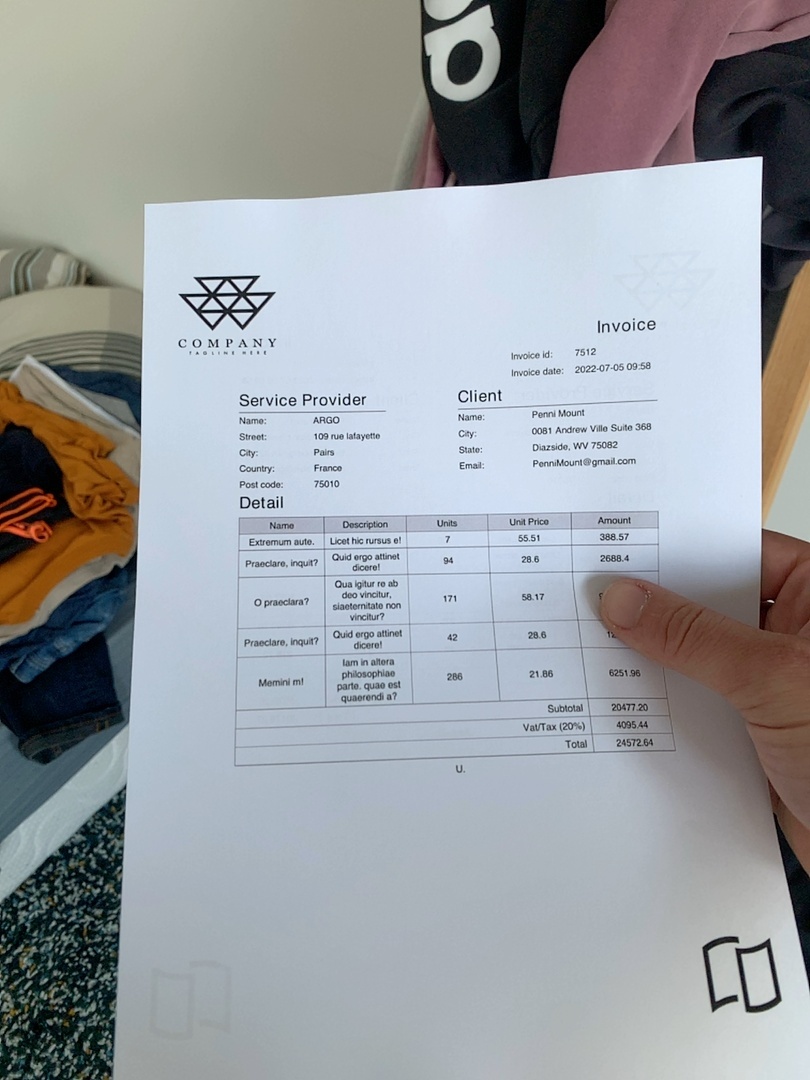 COMPANY
TAGLINE HERE
Invoice
Invoice id: 7512
Invoice date: 2022-07-05 09:58
Service Provider
Name: ARGO
Street: 109 rue lafayette
City: Pairs
Country: France
Post code: 75010
Client
Name: Penni Mount
City: 0081 Andrew Ville Suite 368
State: Diazside, WV 75082
Email: PenniMount@gmail.com
Detail
Name Description Units Unit Price Amount
Extremum aute. Licet hic rursus e! 7 55.51 388.57
Praeclare, inquit? Quid ergo attinet 94 28.6 2688.4
dicere!
O praeclara? Qua igitur re ab 171 58.17
deo vincitur,
siaeternitate non
vincitur?
Praeclare, inquit? Quid ergo attinet 42 28.6
dicere!
Memini m! Iam in altera 286 21.86 6251.96
philosophiae
parte. quae est
quaerendi a?
Subtotal 20477.20
Vat/Tax (20%) 4095.44
Total 24572.64
U.